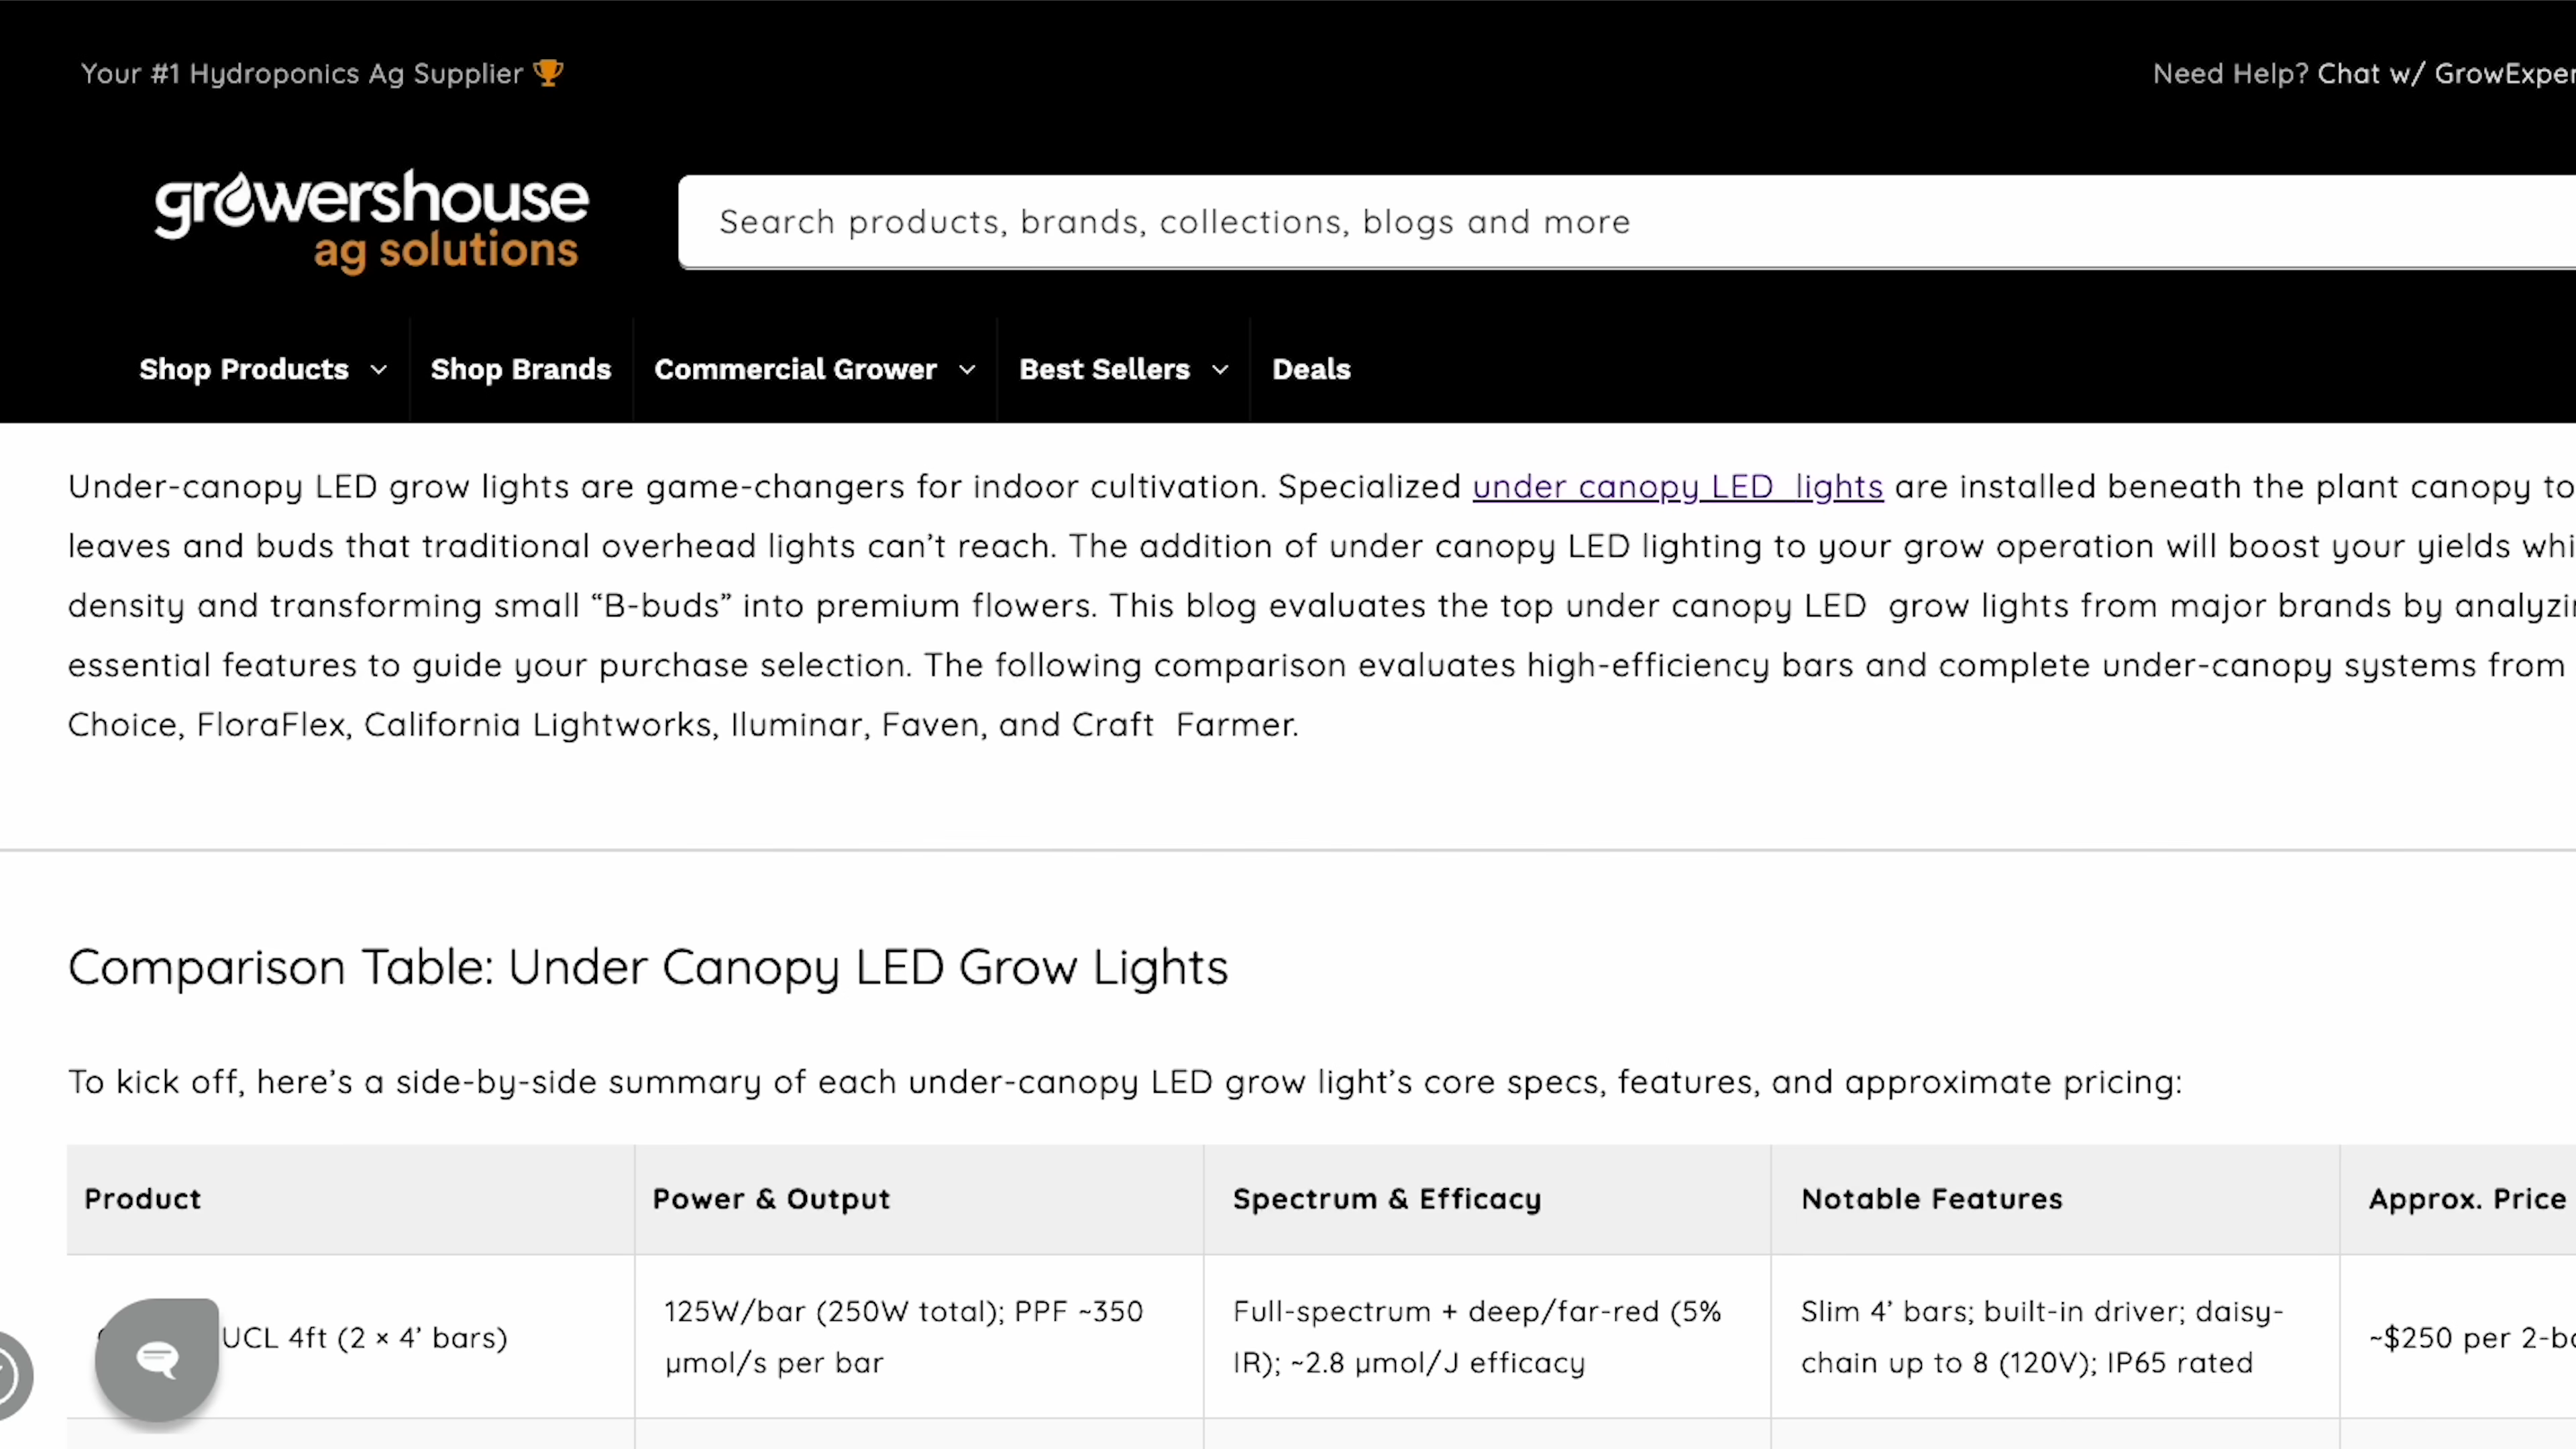 Your #1 Hydroponics Ag Supplier 🏆
Need Help? Chat w/
growershouse
ag solutions
Search products, brands, collections, blogs and more
Shop Products
Shop Brands
Commercial Grower
Best Sellers
Deals
Under-canopy LED grow lights are game-changers for indoor cultivation. Specialized under canopy LED lights are installed beneath the plant canopy to
leaves and buds that traditional overhead lights can’t reach. The addition of under canopy LED lighting to your grow operation will boost your yields
density and transforming small “B-buds” into premium flowers. This blog evaluates the top under canopy LED grow lights from major brands by
essential features to guide your purchase selection. The following comparison evaluates high-efficiency bars and complete under-canopy systems from
Choice, FloraFlex, California Lightworks, Iluminar, Faven, and Craft Farmer.
Comparison Table: Under Canopy LED Grow Lights
To kick off, here’s a side-by-side summary of each under-canopy LED grow light’s core specs, features, and approximate pricing:
Product
Power & Output
Spectrum & Efficacy
Notable Features
Approx. Price
UCL 4ft (2 × 4’ bars)
125W/bar (250W total); PPF ~350
µmol/s per bar
Full-spectrum + deep/far-red (5%
IR); ~2.8 µmol/J efficacy
Slim 4’ bars; built-in driver; daisy-
chain up to 8 (120V); IP65 rated
~$250 per